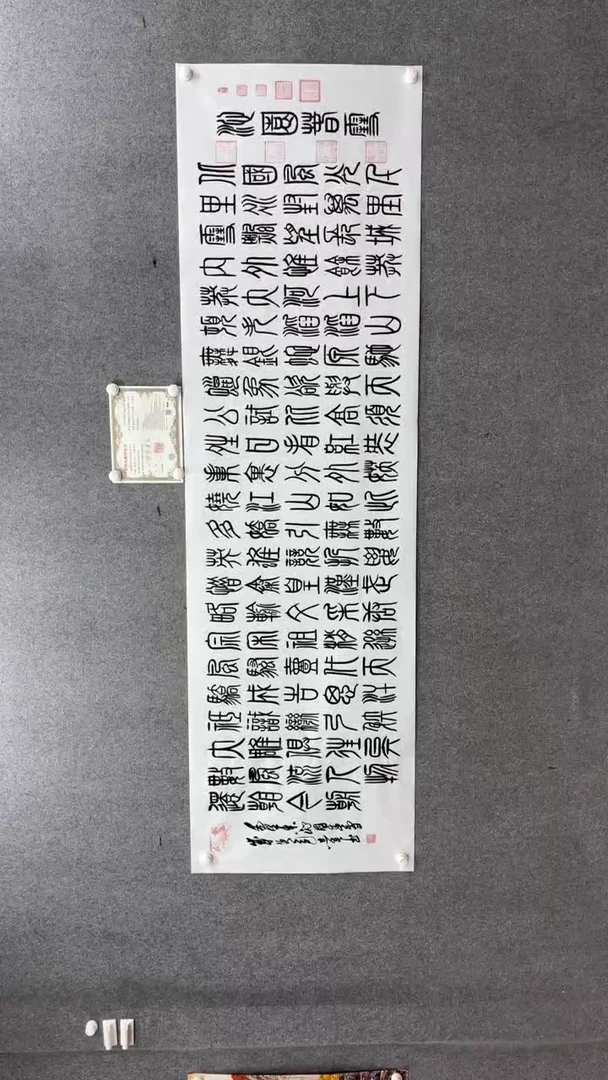 沁園春雪
北國風光千
里冰封萬里
雪飄望長城
內外惟餘莽
莽大河上下
頓失滔滔山
舞銀蛇原馳
蠟象欲與天
公試比高須
晴日看紅裝
素裹分外妖
嬈江山如此
多嬌引無數
英雄競折腰
惜秦皇漢武
略輸文采唐
宗宋祖稍遜
風騷壹代天
驕成吉思汗
祇識彎弓射
大雕俱往矣
數風流人物
還看今朝